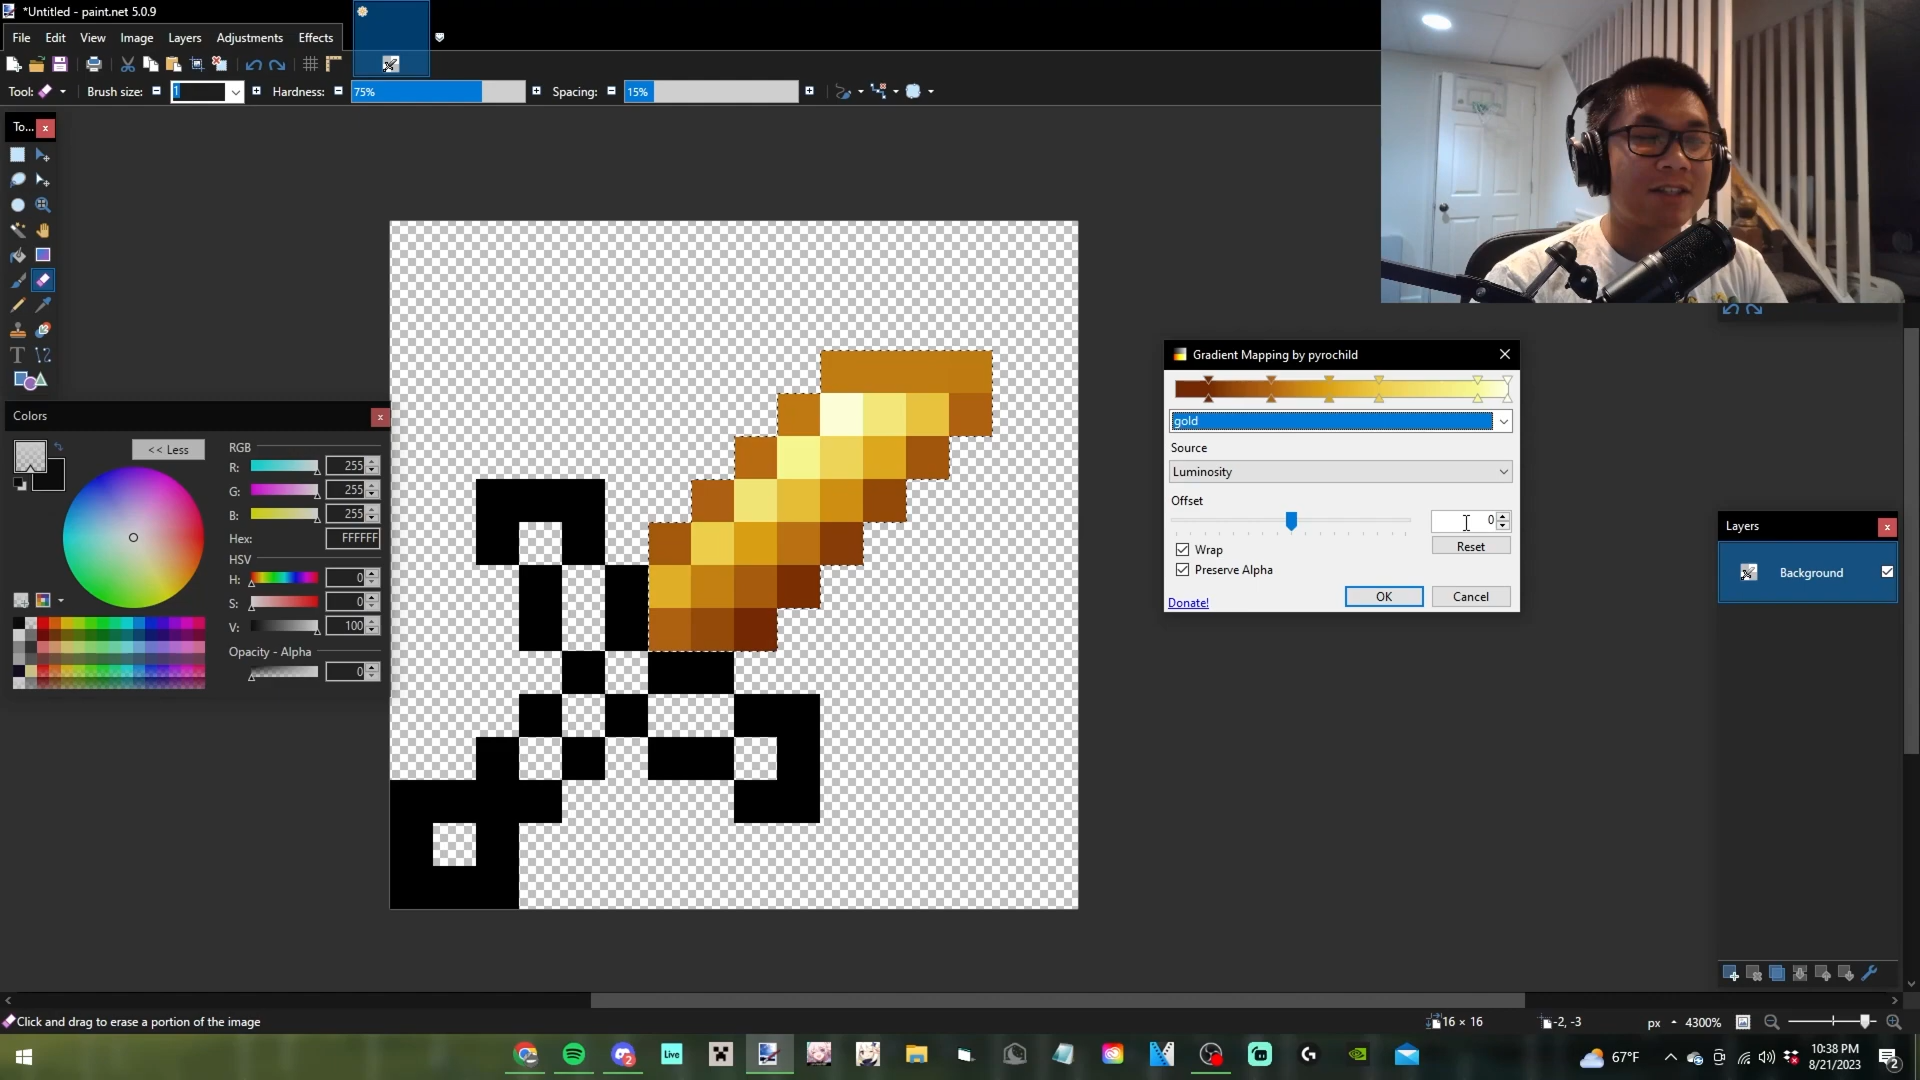 *Untitled - paint.net 5.0.9
File Edit View Image Layers Adjustments Effects
Tool: Brush size: 1 Hardness: 75% Spacing: 15%
To...
Colors
<< Less
RGB
R: 255
G: 255
B: 255
Hex: FFFFFF
HSV
H: 0
S: 0
V: 100
Opacity - Alpha
0
Gradient Mapping by pyrochild
gold
Source
Luminosity
Offset
0
Wrap
Reset
Preserve Alpha
Donate!
OK Cancel
Layers
Background
Click and drag to erase a portion of the image
16 × 16
-2, -3
px
4300%
Live
67°F
10:38 PM
8/21/2023
2